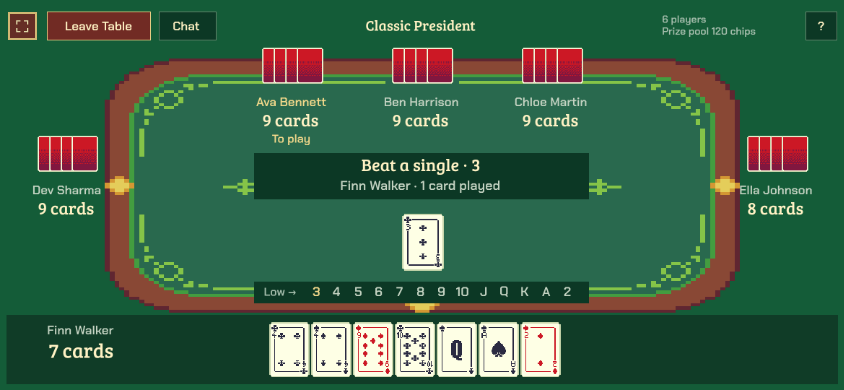 Leave Table
Chat
Classic President
6 players
Prize pool 120 chips
?
Ava Bennett
9 cards
To play
Ben Harrison
9 cards
Chloe Martin
9 cards
Dev Sharma
9 cards
Ella Johnson
8 cards
Beat a single · 3
Finn Walker · 1 card played
3
Low → 3 4 5 6 7 8 9 10 J Q K A 2
Finn Walker
7 cards
Q